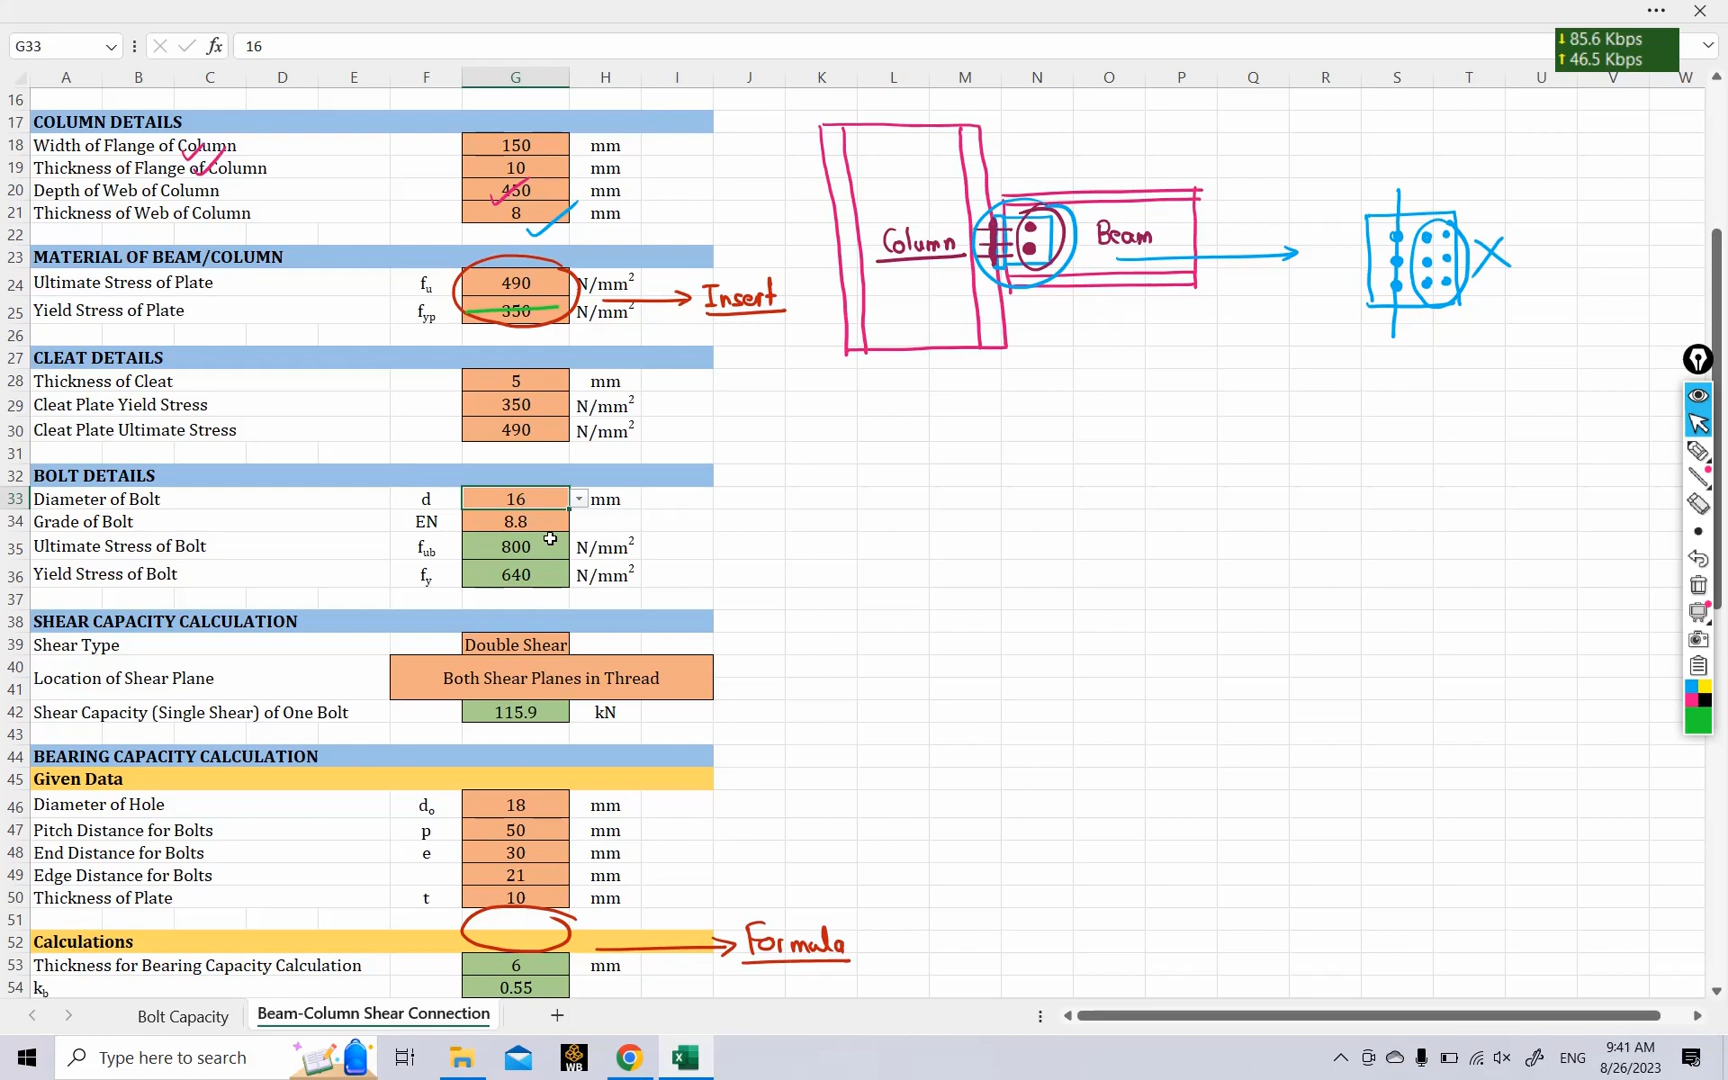 ↓ 85.6 Kbps
↑ 46.5 Kbps
G33 fx 16
A B C D E F G H I J K L M N O P Q R S T U V W
16
17 COLUMN DETAILS
18 Width of Flange of Column 150 mm
19 Thickness of Flange of Column 10 mm
20 Depth of Web of Column 450 mm
21 Thickness of Web of Column 8 mm
22
23 MATERIAL OF BEAM/COLUMN
24 Ultimate Stress of Plate fu 490 N/mm2
25 Yield Stress of Plate fyp 350 N/mm2
26
27 CLEAT DETAILS
28 Thickness of Cleat 5 mm
29 Cleat Plate Yield Stress 350 N/mm2
30 Cleat Plate Ultimate Stress 490 N/mm2
31
32 BOLT DETAILS
33 Diameter of Bolt d 16 mm
34 Grade of Bolt EN 8.8
35 Ultimate Stress of Bolt fub 800 N/mm2
36 Yield Stress of Bolt fy 640 N/mm2
37
38 SHEAR CAPACITY CALCULATION
39 Shear Type Double Shear
40
Location of Shear Plane Both Shear Planes in Thread
41
42 Shear Capacity (Single Shear) of One Bolt 115.9 kN
43
44 BEARING CAPACITY CALCULATION
45 Given Data
46 Diameter of Hole do 18 mm
47 Pitch Distance for Bolts p 50 mm
48 End Distance for Bolts e 30 mm
49 Edge Distance for Bolts 21 mm
50 Thickness of Plate t 10 mm
51
52 Calculations
53 Thickness for Bearing Capacity Calculation 6 mm
54 kb 0.55
Column
Beam
Insert
Formula
Bolt Capacity Beam-Column Shear Connection
Type here to search
WB
ENG
9:41 AM
8/26/2023